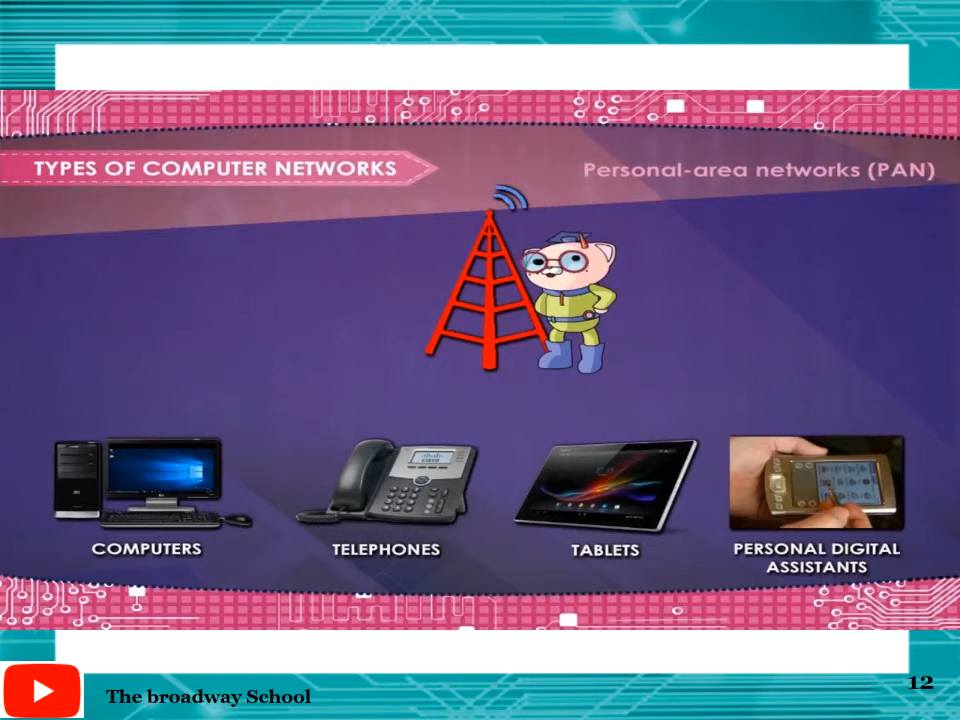 TYPES OF COMPUTER NETWORKS
Personal-area networks (PAN)
COMPUTERS
TELEPHONES
TABLETS
PERSONAL DIGITAL
ASSISTANTS
The broadway School
12